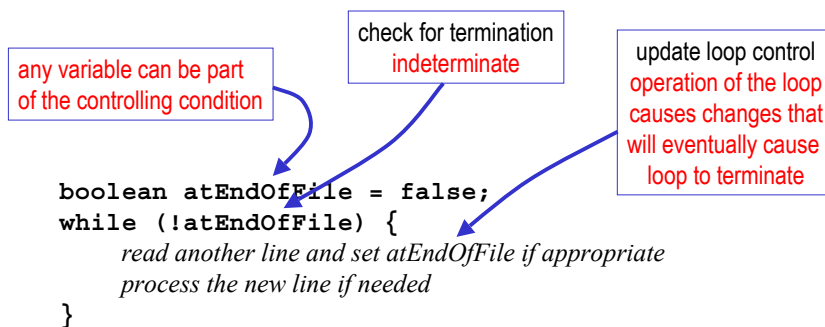 any variable can be part
of the controlling condition
check for termination
indeterminate
update loop control
operation of the loop
causes changes that
will eventually cause
loop to terminate
boolean atEndOfFile = false;
while (!atEndOfFile) {
read another line and set atEndOfFile if appropriate
process the new line if needed
}